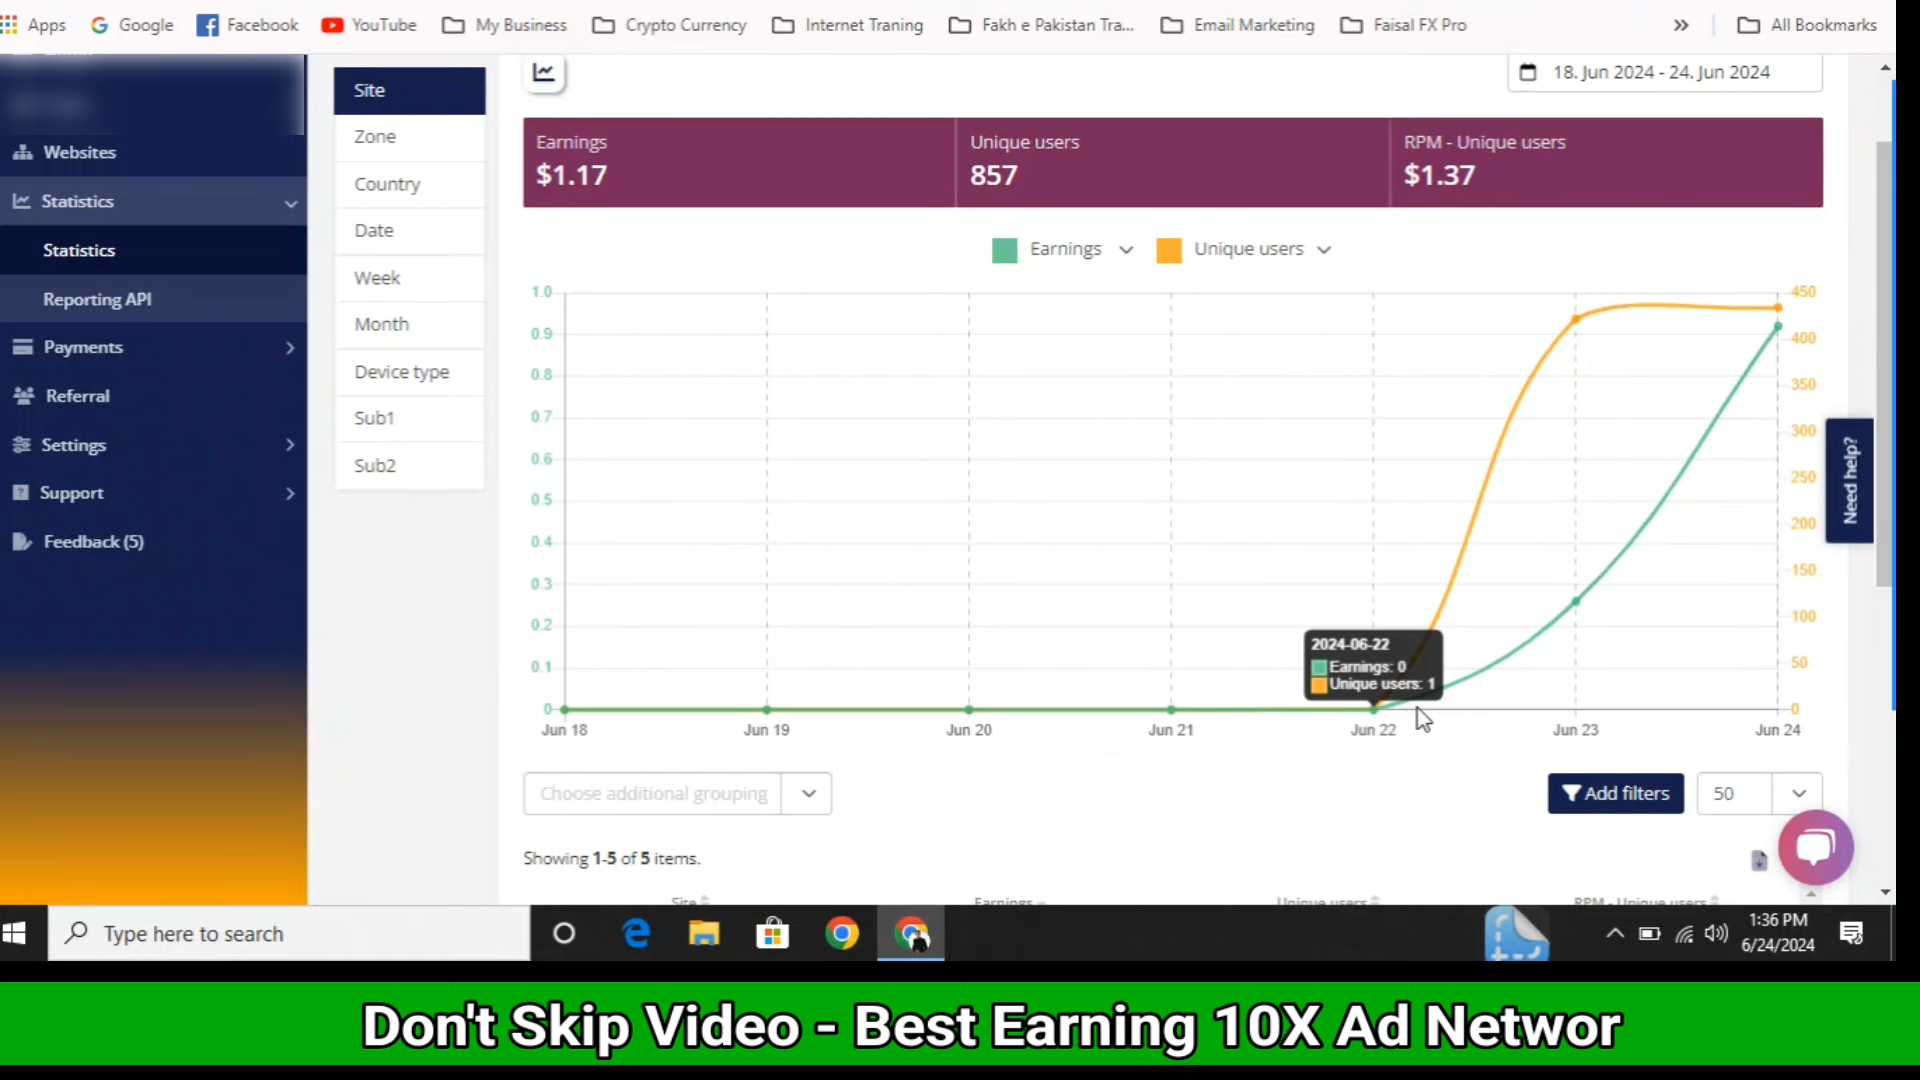 Apps Google Facebook YouTube My Business Crypto Currency Internet Traning Fakh e Pakistan Tra... Email Marketing Faisal FX Pro » All Bookmarks
Websites
Statistics
Statistics
Reporting API
Payments
Referral
Settings
Support
Feedback (5)
Site
Zone
Country
Date
Week
Month
Device type
Sub1
Sub2
18. Jun 2024 - 24. Jun 2024
Earnings
$1.17
Unique users
857
RPM - Unique users
$1.37
Earnings Unique users
1.0 450
0.9 400
0.8 350
0.7 300
0.6 250
0.5 200
0.4 150
0.3 100
0.2 50
0.1 0
0
2024-06-22
Earnings: 0
Unique users: 1
Jun 18 Jun 19 Jun 20 Jun 21 Jun 22 Jun 23 Jun 24
Need help?
Choose additional grouping
Add filters
50
Showing 1-5 of 5 items.
Site Earnings Unique users RPM - Unique users
Type here to search
1:36 PM
6/24/2024
Don't Skip Video - Best Earning 10X Ad Networ